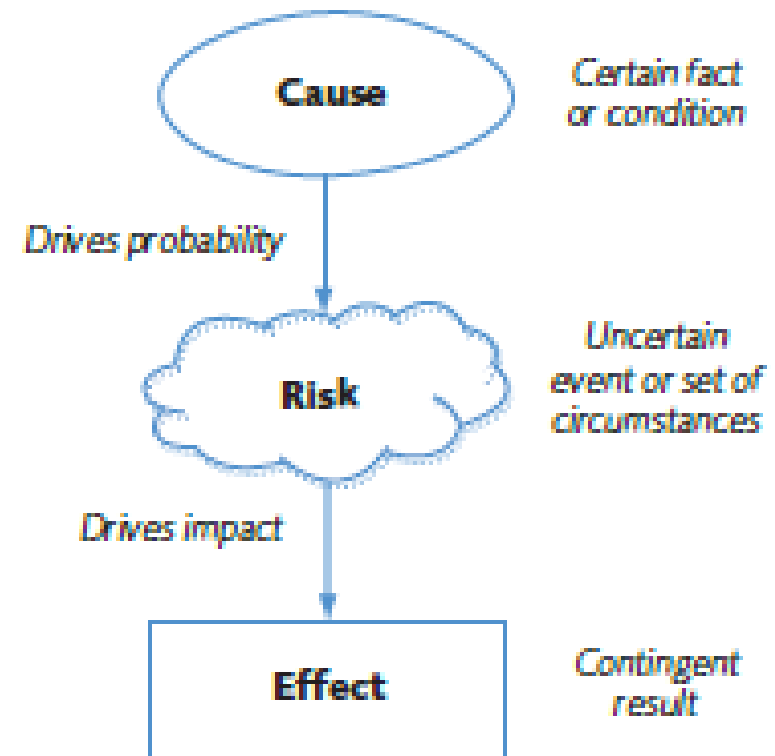 Cause
Certain fact
or condition
Drives probability
Risk
Uncertain
event or set of
circumstances
Drives impact
Effect
Contingent
result